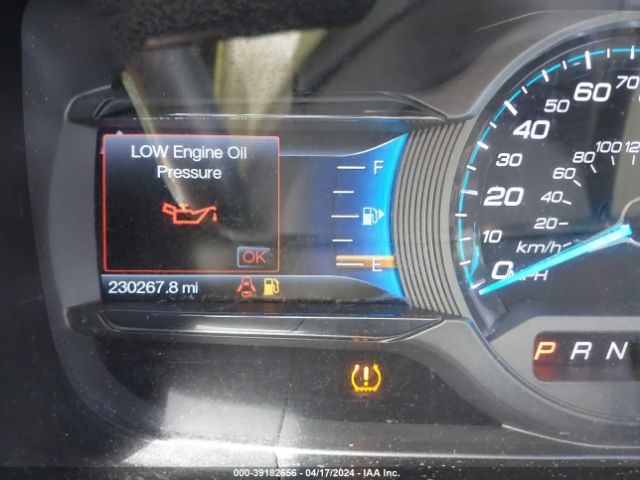 LOW Engine Oil
Pressure
OK
230267.8 mi
F
E
0 10 20 30 40 50 60 70
MPH
20 40 60 80 100 12
km/h
P R N
000-39182656 - 04/17/2024 - IAA Inc.